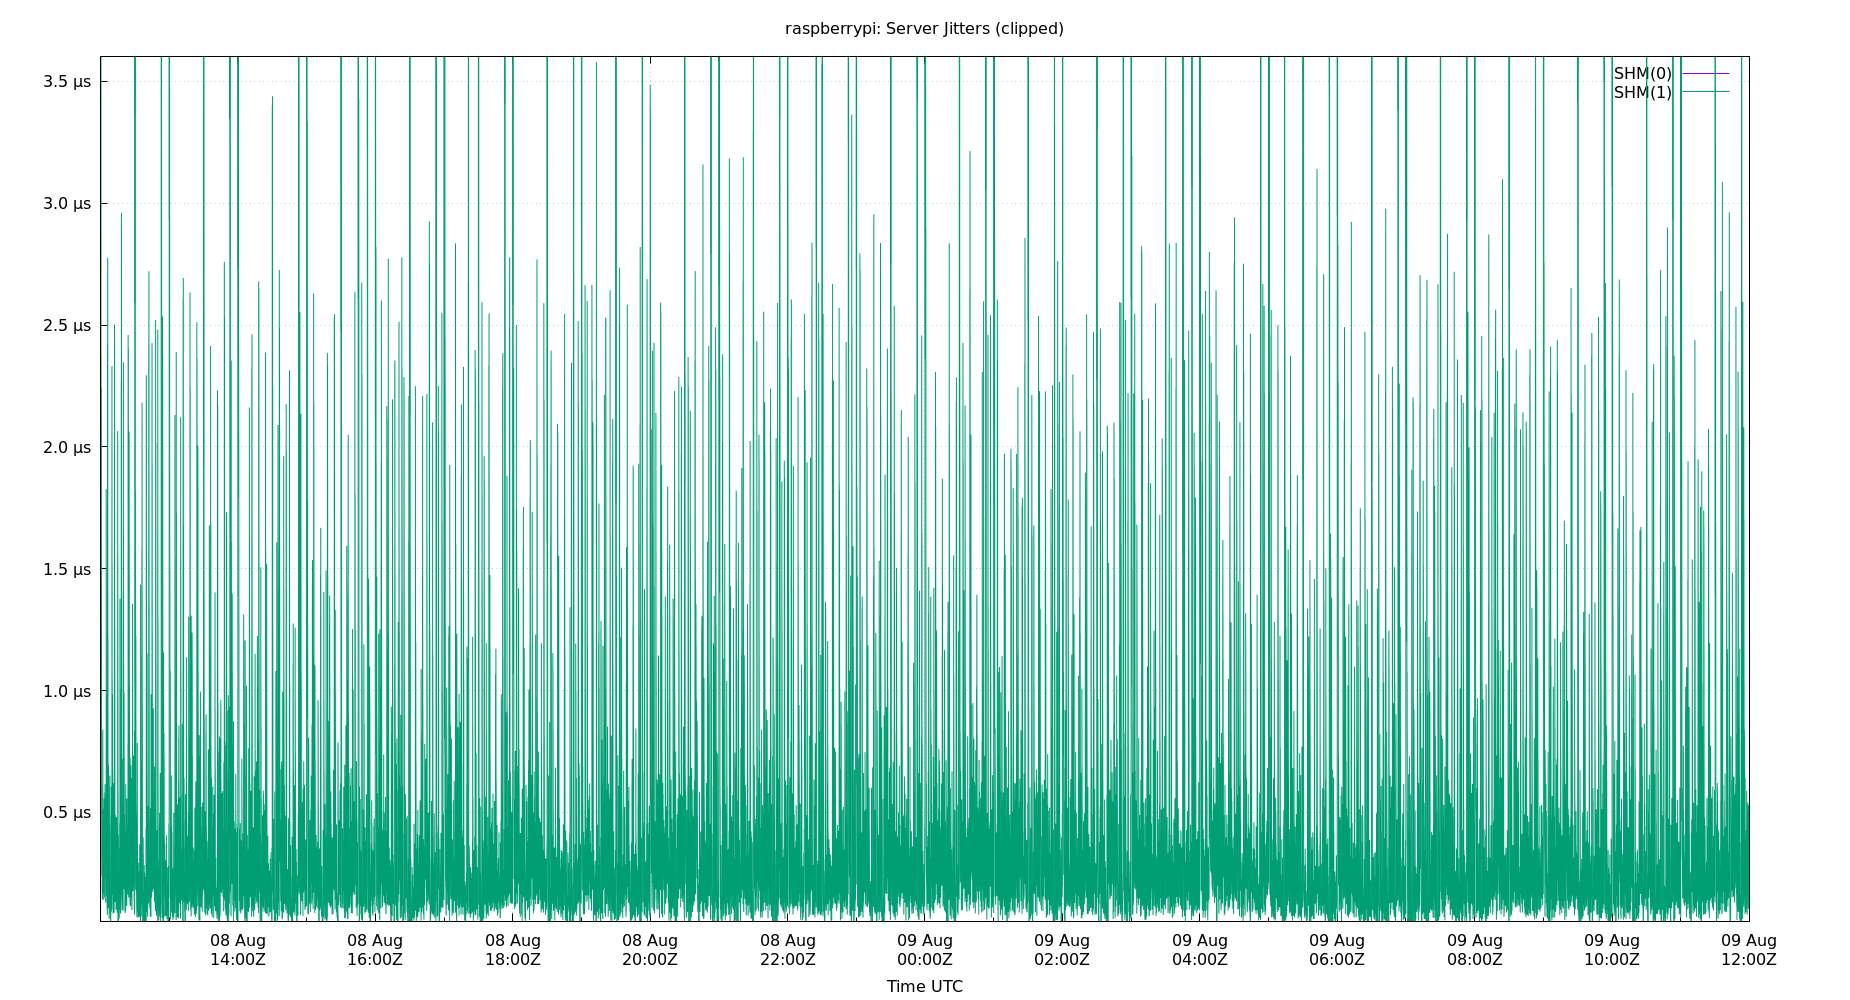 raspberrypi: Server Jitters (clipped)
SHM(0)
SHM(1)
3.5 µs
3.0 µs
2.5 µs
2.0 µs
1.5 µs
1.0 µs
0.5 µs
08 Aug 08 Aug 08 Aug 08 Aug 08 Aug 09 Aug 09 Aug 09 Aug 09 Aug 09 Aug 09 Aug 09 Aug
14:00Z 16:00Z 18:00Z 20:00Z 22:00Z 00:00Z 02:00Z 04:00Z 06:00Z 08:00Z 10:00Z 12:00Z
Time UTC